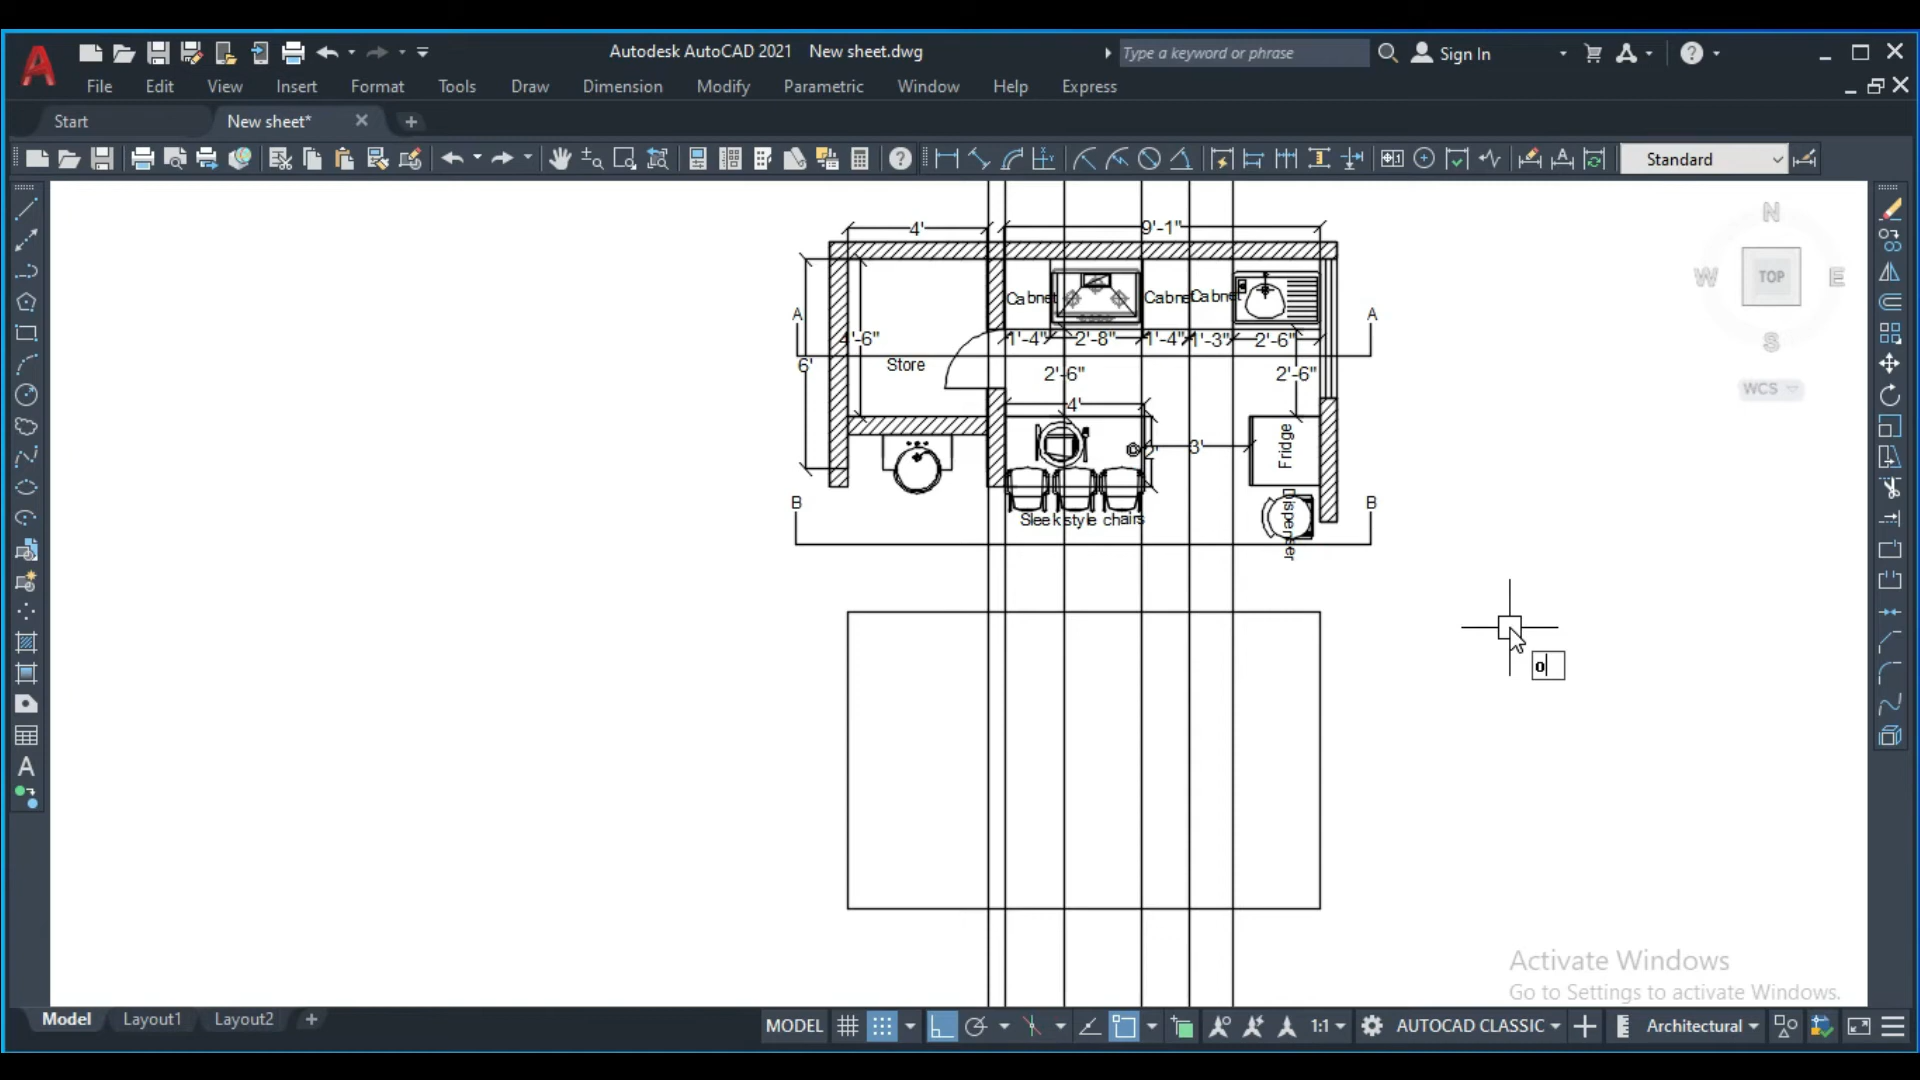 Autodesk AutoCAD 2021 New sheet.dwg
Type a keyword or phrase
Sign In
File Edit View Insert Format Tools Draw Dimension Modify Parametric Window Help Express
Start
New sheet*
Standard
N
W TOP E
S
WCS
4'
9'-1"
Cabnet
Cabnet
Cabnet
A
A
1'-4"
2'-8"
1'-4"
1'-3"
2'-6"
4'-6"
6'
Store
2'-6"
2'-6"
4'
3'
Fridge
B
B
Sleek style chairs
Dispenser
o
Activate Windows
Go to Settings to activate Windows.
Model Layout1 Layout2
MODEL
1:1
AUTOCAD CLASSIC
Architectural